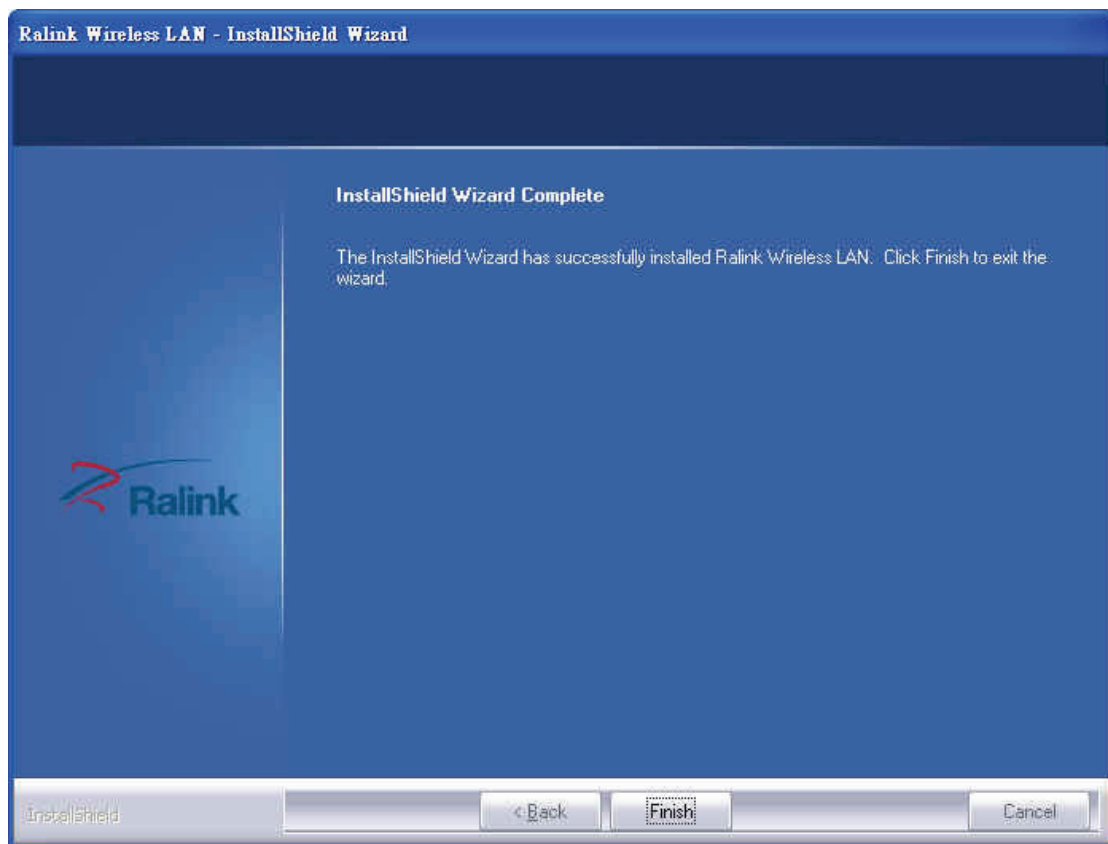 Ralink Wireless LAN - InstallShield Wizard
InstallShield Wizard Complete
The InstallShield Wizard has successfully installed Ralink Wireless LAN. Click Finish to exit the
wizard.
Ralink
InstallShield
< Back
Finish
Cancel